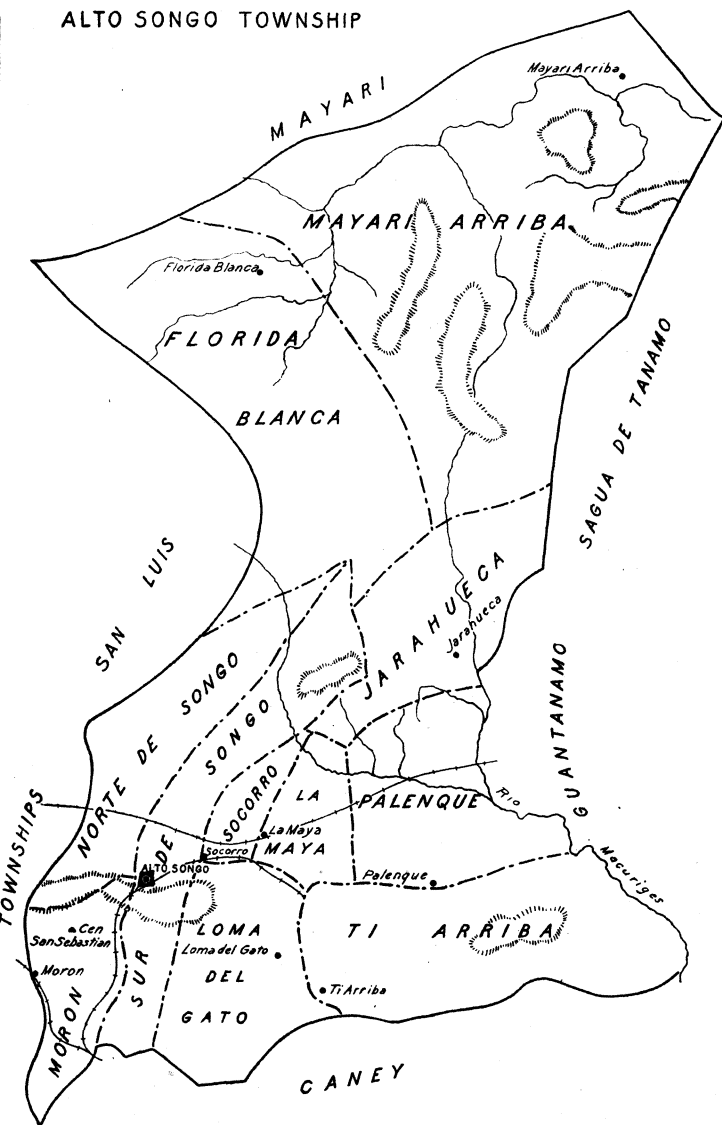 ALTO SONGO TOWNSHIP
Mayari Arriba
MAYARI
MAYARI ARRIBA
Florida Blanca
FLORIDA
BLANCA
SAGUA DE TANAMO
SAN LUIS
JARAHUECA
Jarahueca
NORTE DE SONGO
SUR DE SONGO
GUANTANAMO
SOCORRO
LA
MAYA
PALENQUE
Rio
Macuriges
TOWNSHIPS
La Maya
Socorro
ALTO SONGO
Palenque
Cen
San Sebastian
LOMA
Loma del Gato
DEL
GATO
TI ARRIBA
Moron
Ti Arriba
MORON
CANEY